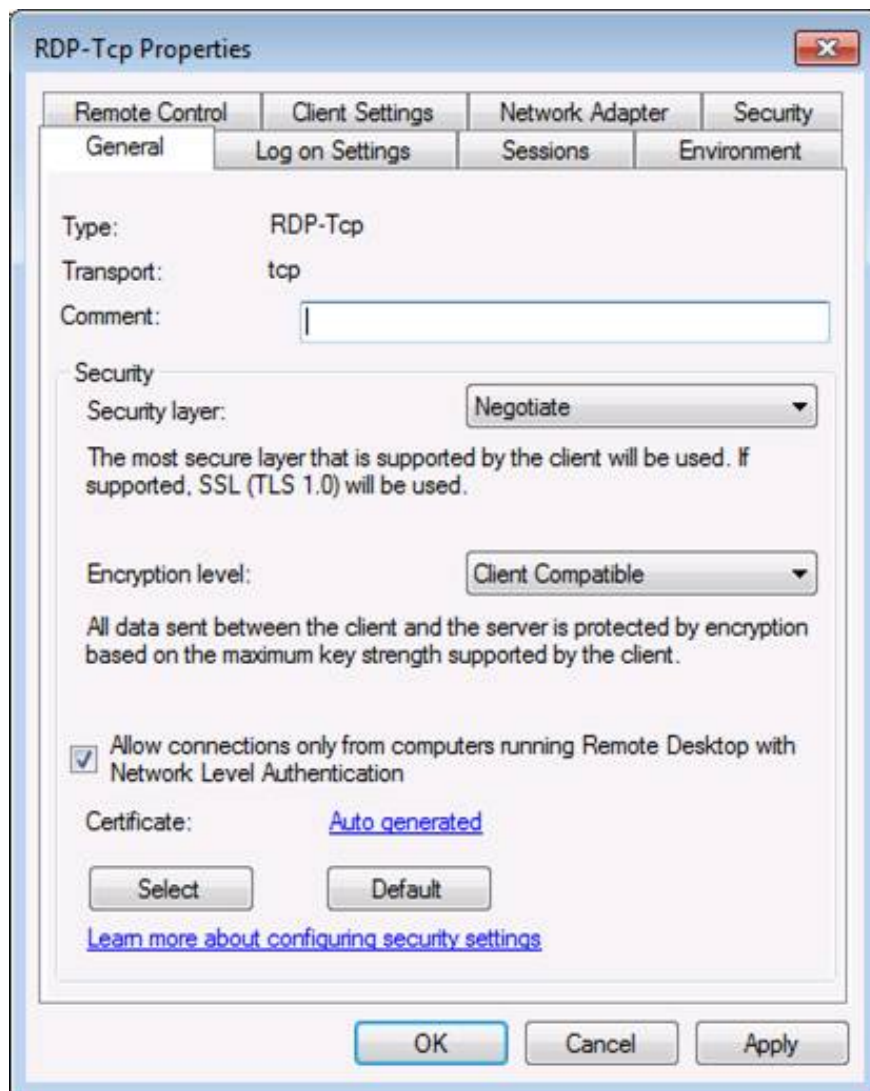 RDP-Tcp Properties
Remote Control Client Settings Network Adapter Security
General Log on Settings Sessions Environment
Type: RDP-Tcp
Transport: tcp
Comment:
Security
Security layer: Negotiate
The most secure layer that is supported by the client will be used. If
supported, SSL (TLS 1.0) will be used.
Encryption level: Client Compatible
All data sent between the client and the server is protected by encryption
based on the maximum key strength supported by the client.
Allow connections only from computers running Remote Desktop with
Network Level Authentication
Certificate: Auto generated
Select Default
Learn more about configuring security settings
OK Cancel Apply